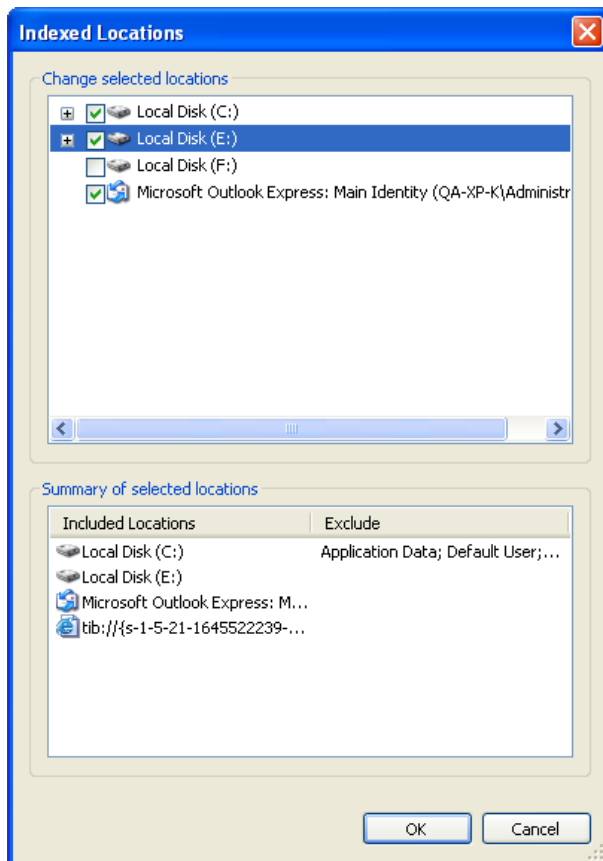 Indexed Locations
Change selected locations
Local Disk (C:)
Local Disk (E:)
Local Disk (F:)
Microsoft Outlook Express: Main Identity (QA-XP-K\Administr
Summary of selected locations
Included Locations Exclude
Local Disk (C:) Application Data; Default User;...
Local Disk (E:)
Microsoft Outlook Express: M...
tib://{s-1-5-21-1645522239-...
OK Cancel